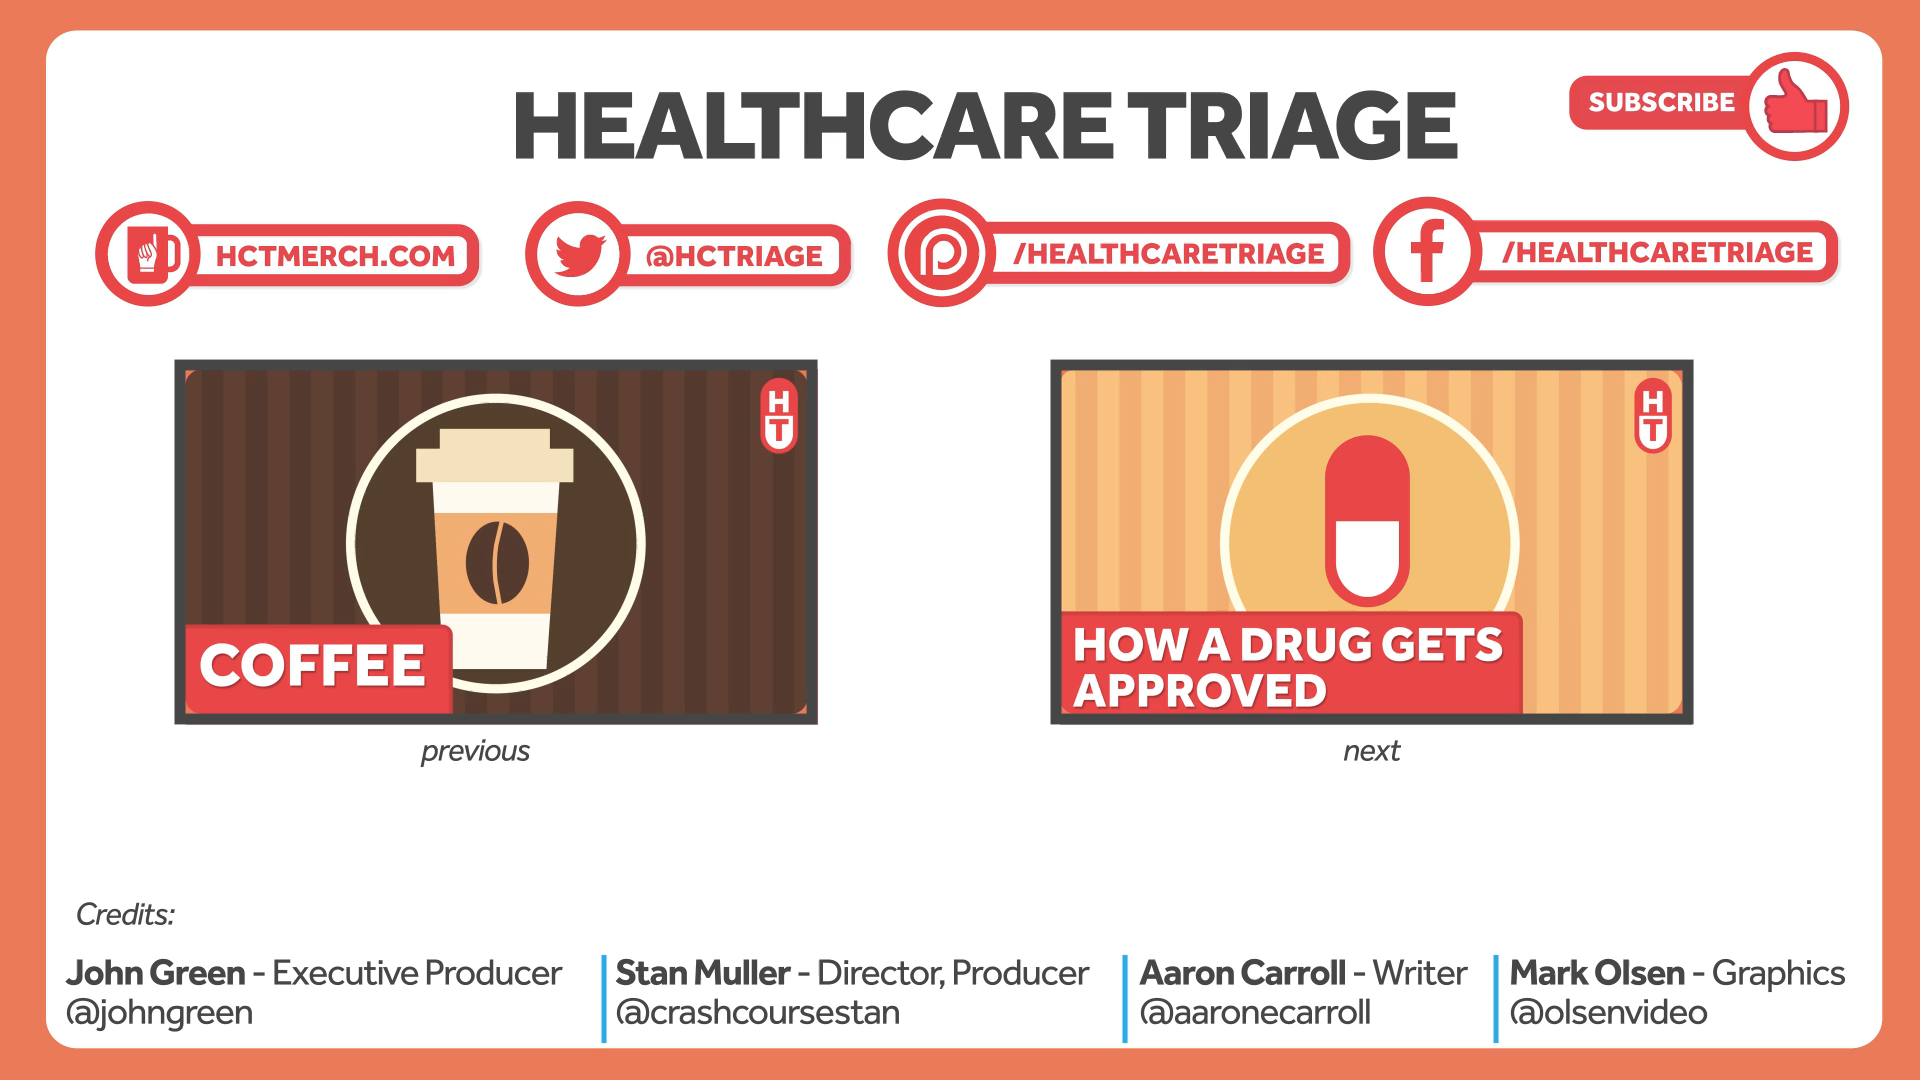 HEALTHCARE TRIAGE
SUBSCRIBE
HCTMERCH.COM
@HCTRIAGE
/HEALTHCARETRIAGE
/HEALTHCARETRIAGE
H
T
COFFEE
previous
H
T
HOW A DRUG GETS
APPROVED
next
Credits:
John Green - Executive Producer
@johngreen
Stan Muller - Director, Producer
@crashcoursestan
Aaron Carroll - Writer
@aaronecarroll
Mark Olsen - Graphics
@olsenvideo